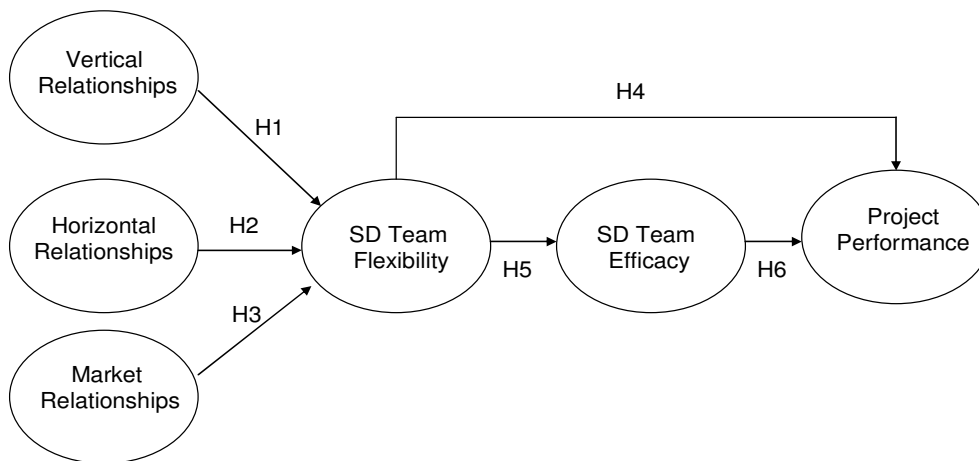 Vertical
Relationships
H1
H4
Horizontal
Relationships
H2
SD Team
Flexibility
H5
SD Team
Efficacy
H6
Project
Performance
H3
Market
Relationships